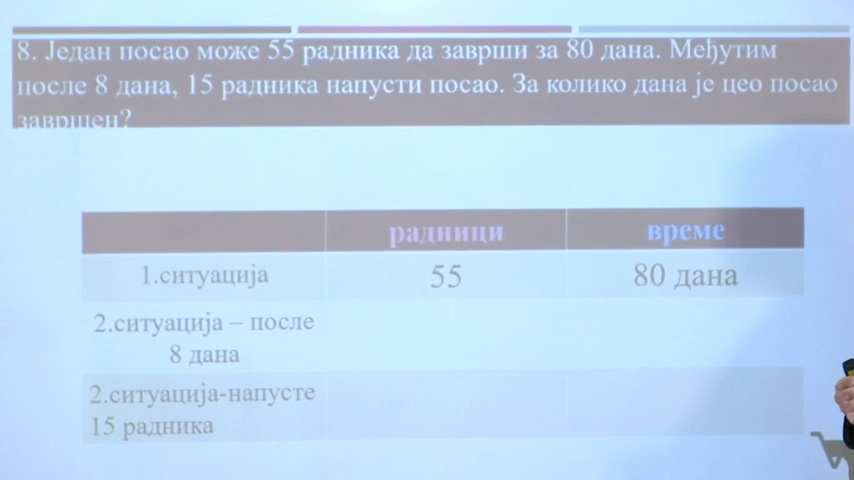 8. Један посао може 55 радника да заврши за 80 дана. Међутим
после 8 дана, 15 радника напусти посао. За колико дана је цео посао
завршен?
радници време
1.ситуација 55 80 дана
2.ситуација – после
8 дана
2.ситуација-напусте
15 радника